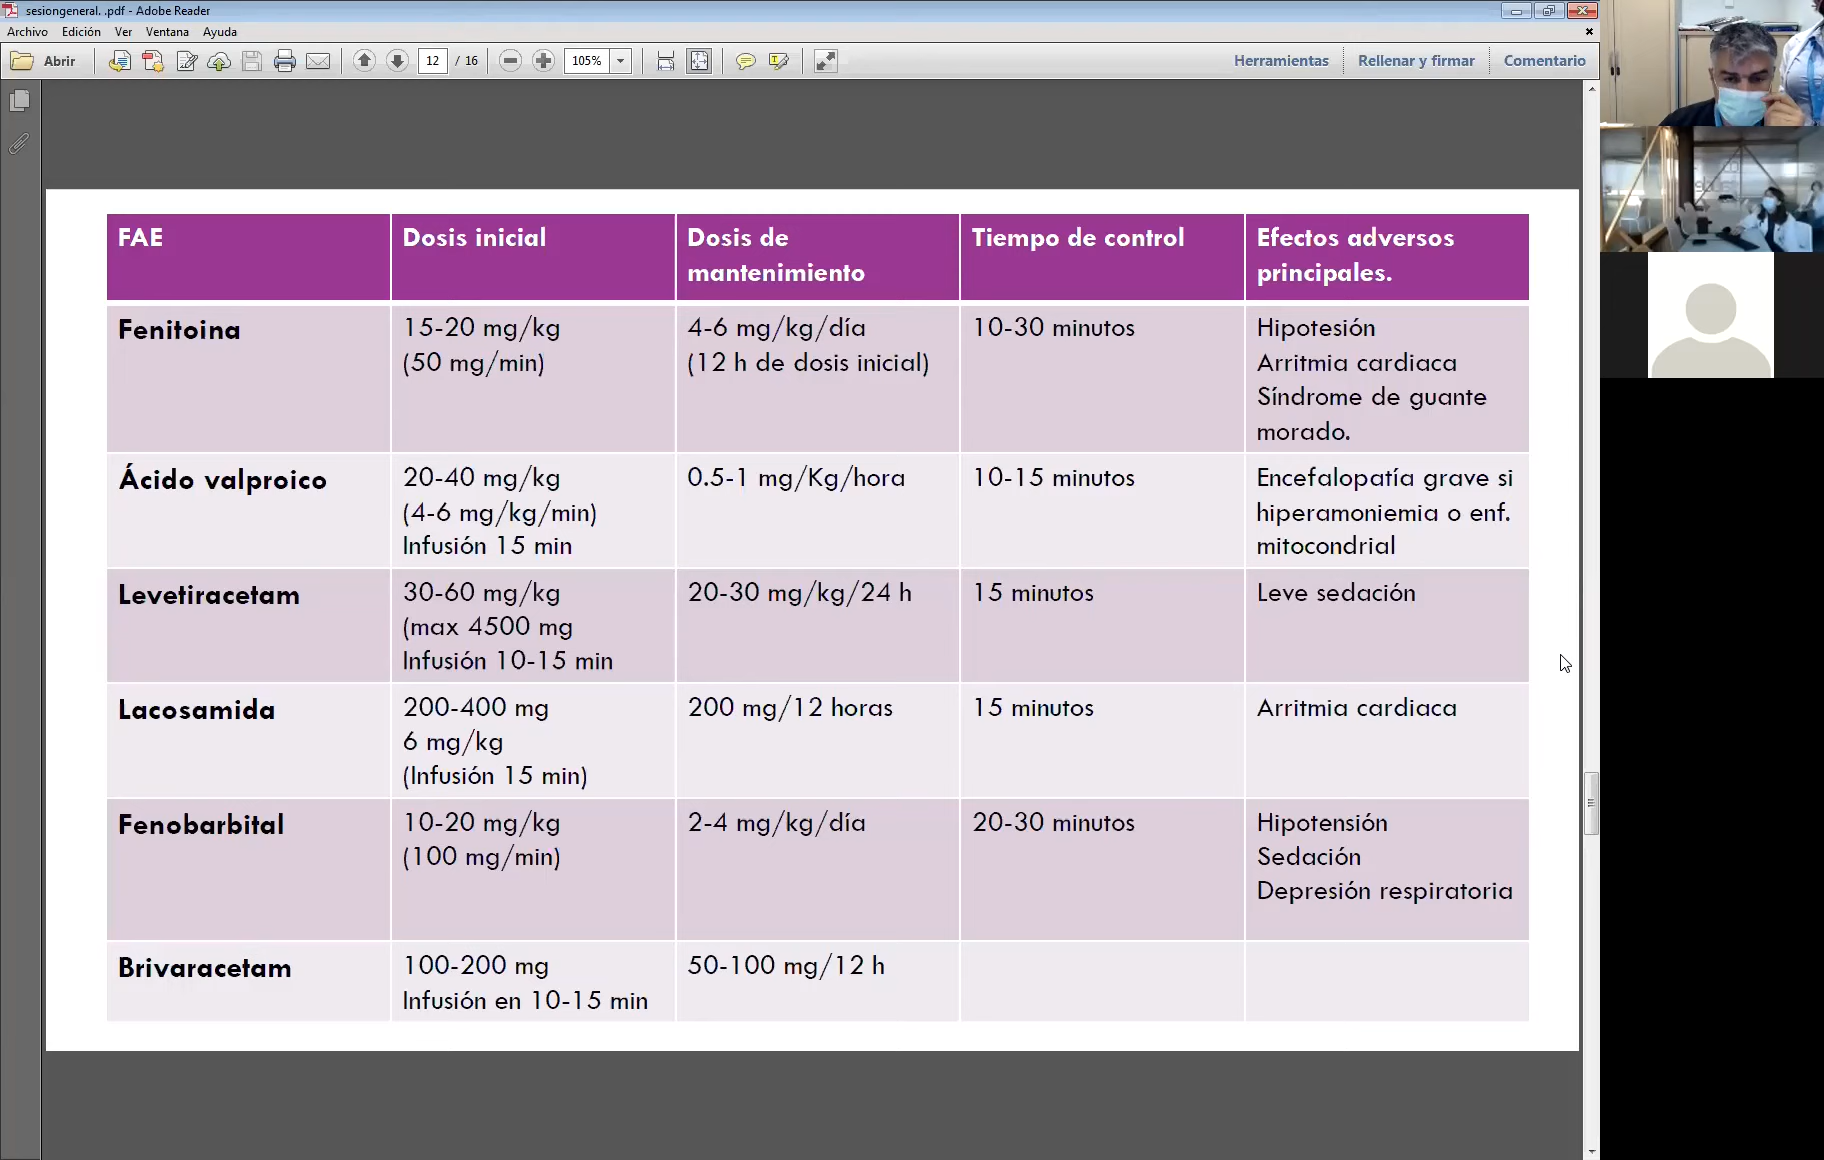 sesiongeneral. .pdf - Adobe Reader
Archivo Edición Ver Ventana Ayuda
Abrir 12 / 16 105% Herramientas Rellenar y firmar Comentario
FAE
Dosis inicial
Dosis de
mantenimiento
Tiempo de control
Efectos adversos
principales.
Fenitoina
15-20 mg/kg
(50 mg/min)
4-6 mg/kg/día
(12 h de dosis inicial)
10-30 minutos
Hipotesión
Arritmia cardiaca
Síndrome de guante
morado.
Ácido valproico
20-40 mg/kg
(4-6 mg/kg/min)
Infusión 15 min
0.5-1 mg/Kg/hora
10-15 minutos
Encefalopatía grave si
hiperamoniemia o enf.
mitocondrial
Levetiracetam
30-60 mg/kg
(max 4500 mg
Infusión 10-15 min
20-30 mg/kg/24 h
15 minutos
Leve sedación
Lacosamida
200-400 mg
6 mg/kg
(Infusión 15 min)
200 mg/12 horas
15 minutos
Arritmia cardiaca
Fenobarbital
10-20 mg/kg
(100 mg/min)
2-4 mg/kg/día
20-30 minutos
Hipotensión
Sedación
Depresión respiratoria
Brivaracetam
100-200 mg
Infusión en 10-15 min
50-100 mg/12 h